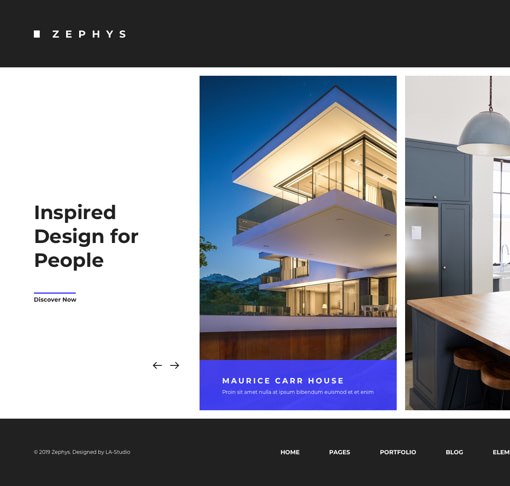 ZEPHYS
Inspired
Design for
People
Discover Now
MAURICE CARR HOUSE
Proin sit amet nulla at ipsum bibendum euismod et at enim
© 2019 Zephys. Designed by LA-Studio
HOME PAGES PORTFOLIO BLOG ELEM